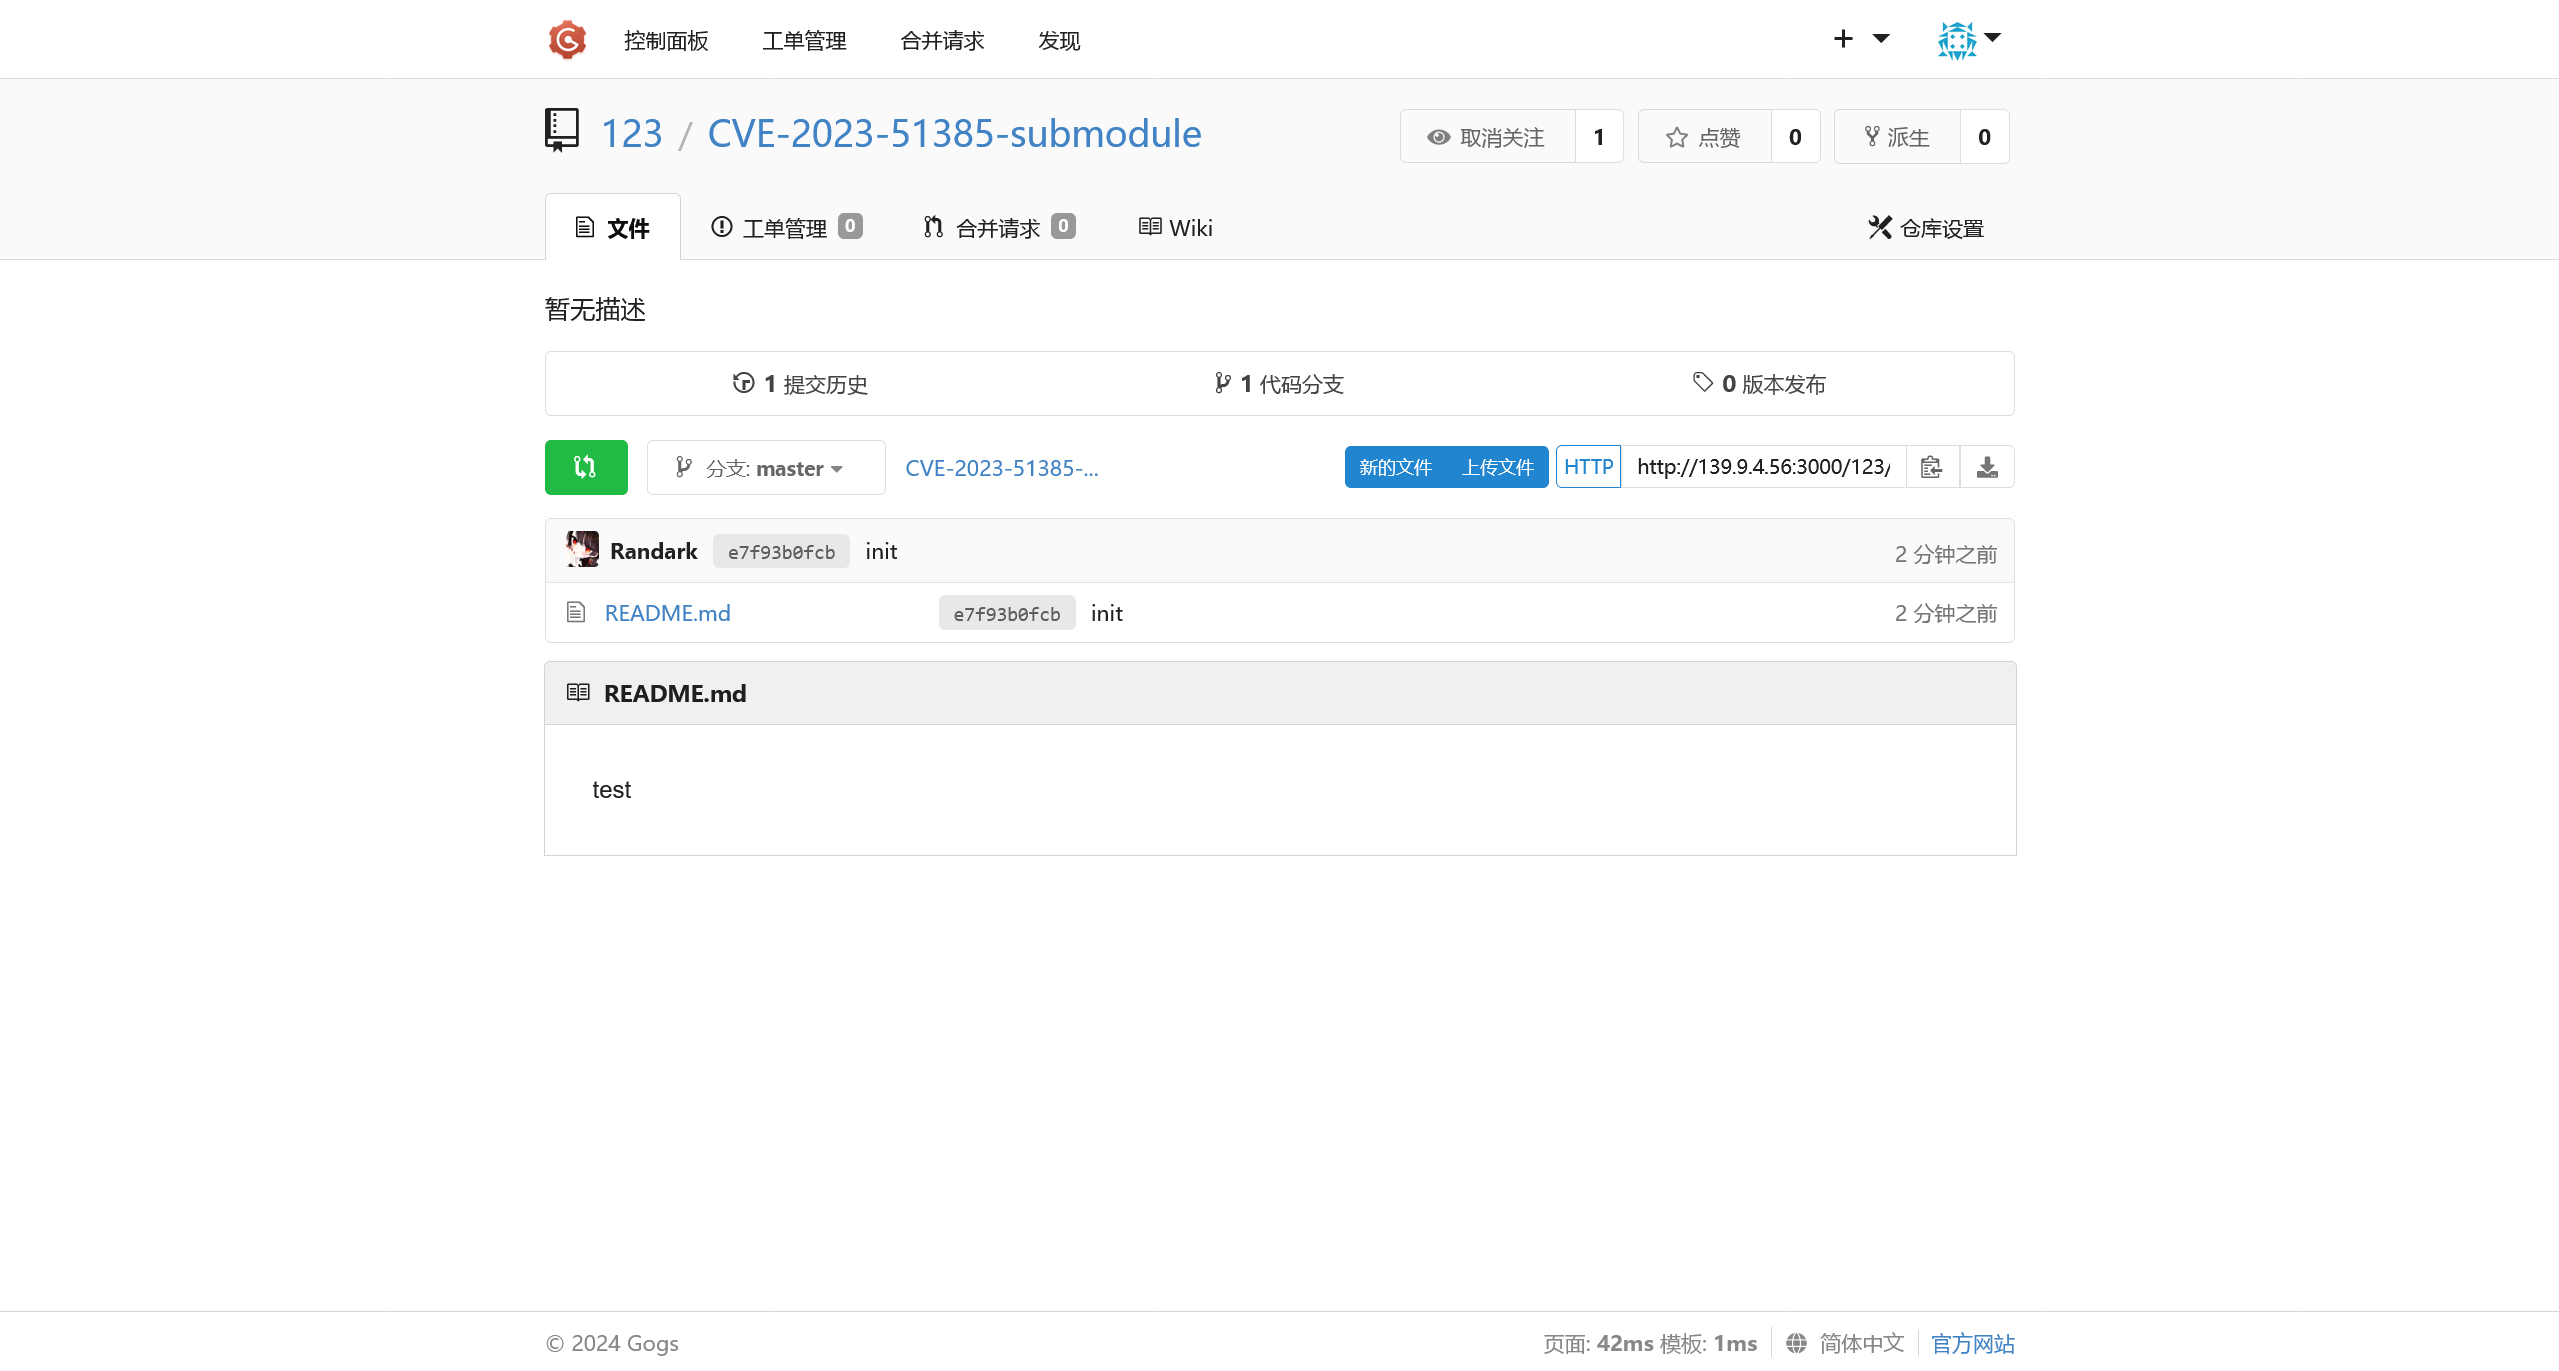 控制面板 工单管理 合并请求 发现
123 / CVE-2023-51385-submodule 取消关注 1 点赞 0 派生 0
文件 工单管理 0 合并请求 0 Wiki 仓库设置
暂无描述
1 提交历史 1 代码分支 0 版本发布
分支: master CVE-2023-51385-... 新的文件 上传文件 HTTP http://139.9.4.56:3000/123/
Randark e7f93b0fcb init 2 分钟之前
README.md e7f93b0fcb init 2 分钟之前
README.md
test
© 2024 Gogs 页面: 42ms 模板: 1ms 简体中文 官方网站